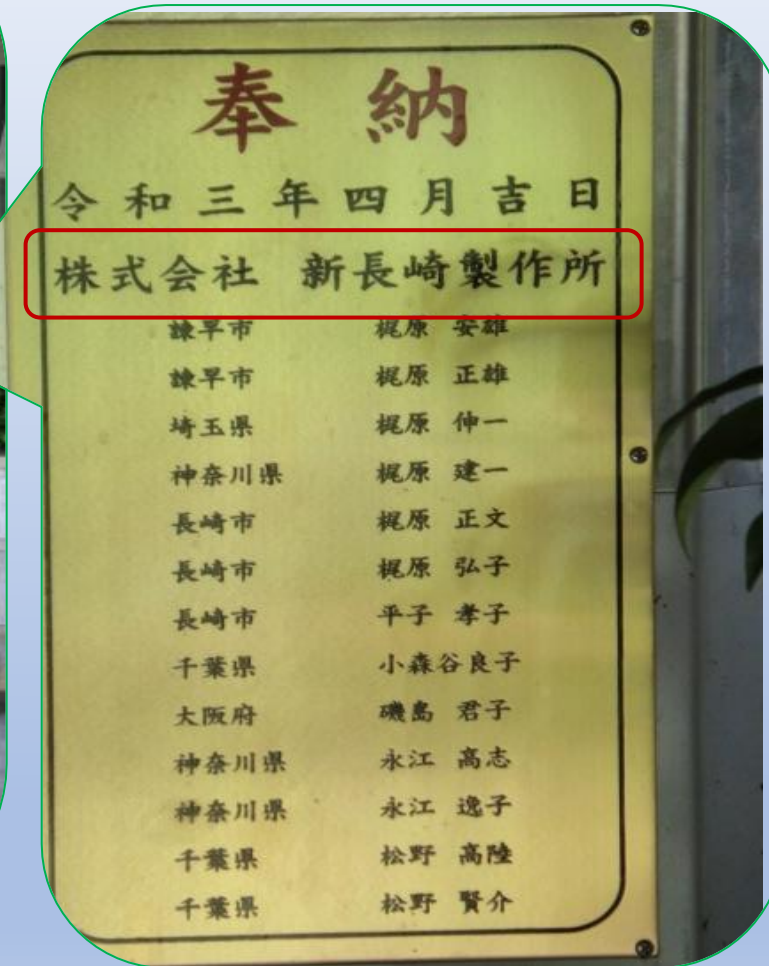 奉納
令和三年四月吉日
株式会社 新長崎製作所
諫早市 梶原 安雄
諫早市 梶原 正雄
埼玉県 梶原 伸一
神奈川県 梶原 建一
長崎市 梶原 正文
長崎市 梶原 弘子
長崎市 平子 孝子
千葉県 小森谷良子
大阪府 磯島 君子
神奈川県 永江 高志
神奈川県 永江 逸子
千葉県 松野 高陸
千葉県 松野 賢介